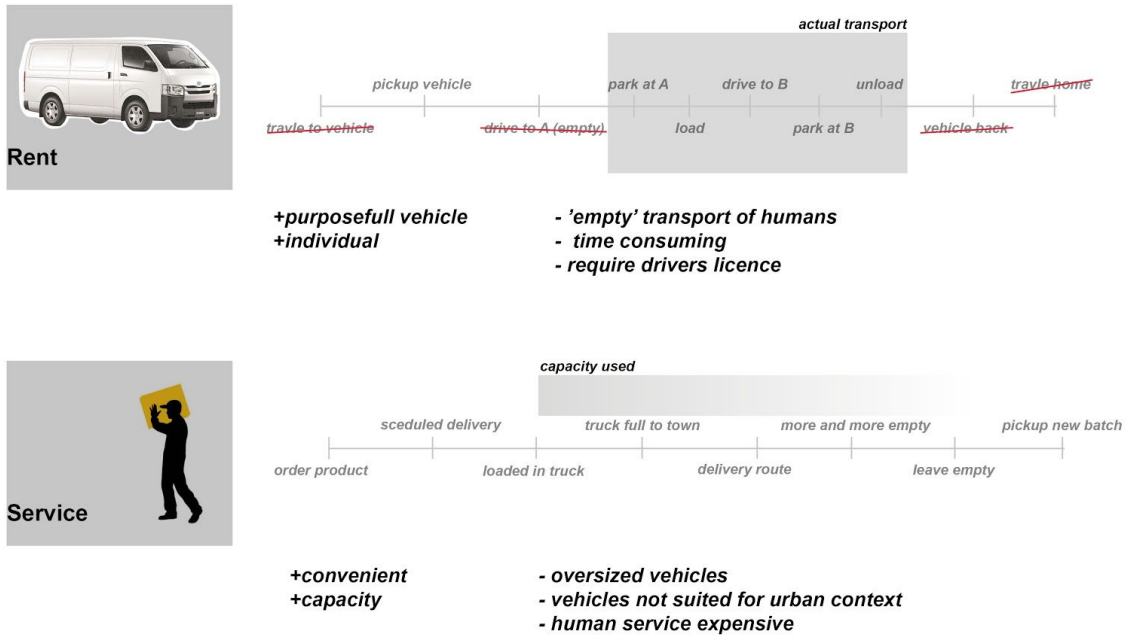 actual transport
pickup vehicle
park at A
drive to B
unload
travle home
travle to vehicle
drive to A (empty)
load
park at B
vehicle back
Rent
+purposefull vehicle
+individual
- 'empty' transport of humans
- time consuming
- require drivers licence
capacity used
sceduled delivery
truck full to town
more and more empty
pickup new batch
order product
loaded in truck
delivery route
leave empty
Service
+convenient
+capacity
- oversized vehicles
- vehicles not suited for urban context
- human service expensive